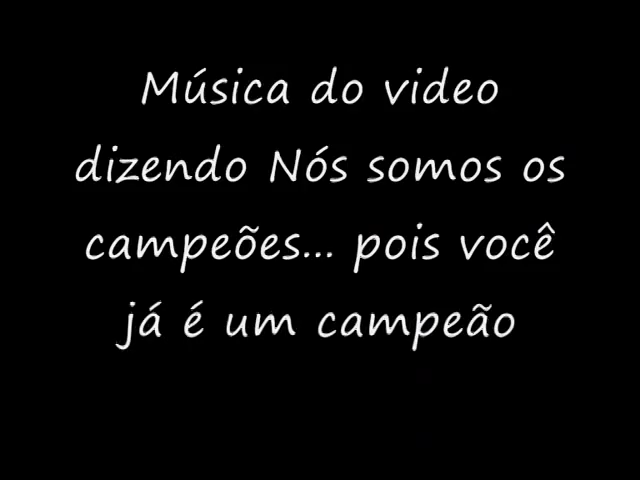 Música do video
dizendo Nós somos os
campeões... pois você
já é um campeão